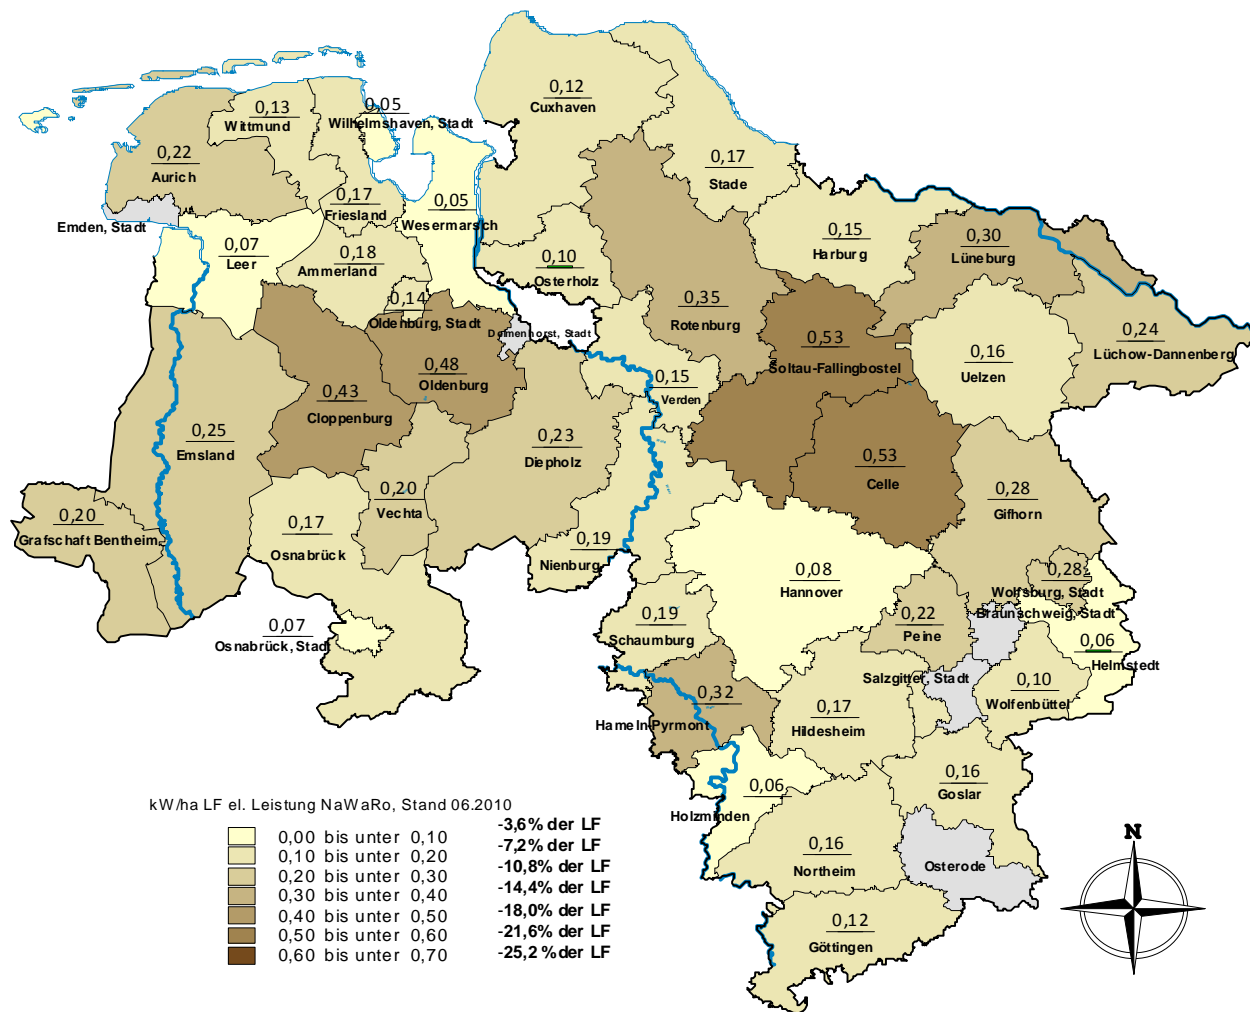 0,12
Cuxhaven
0,13
Wittmund
0,05
Wilhelmshaven, Stadt
0,22
Aurich
0,17
Stade
0,17
Friesland
0,05
Wesermarsch
Emden, Stadt
0,07
Leer
0,18
Ammerland
0,10
Osterholz
0,15
Harburg
0,30
Lüneburg
0,14
Oldenburg, Stadt
Delmenhorst, Stadt
0,35
Rotenburg
0,53
Soltau-Fallingbostel
0,16
Uelzen
0,24
Lüchow-Dannenberg
0,48
Oldenburg
0,43
Cloppenburg
0,15
Verden
0,25
Emsland
0,23
Diepholz
0,53
Celle
0,20
Vechta
0,28
Gifhorn
0,20
Grafschaft Bentheim
0,17
Osnabrück
0,19
Nienburg
0,08
Hannover
0,28
Wolfsburg, Stadt
Braunschweig, Stadt
0,07
Osnabrück, Stadt
0,19
Schaumburg
0,22
Peine
0,06
Helmstedt
Salzgitter, Stadt
0,10
Wolfenbüttel
0,32
Hameln-Pyrmont
0,17
Hildesheim
0,06
Holzminden
0,16
Goslar
0,16
Northeim
Osterode
0,12
Göttingen
kW/ha LF el. Leistung NaWaRo, Stand 06.2010
0,00 bis unter 0,10 -3,6% der LF
0,10 bis unter 0,20 -7,2% der LF
0,20 bis unter 0,30 -10,8% der LF
0,30 bis unter 0,40 -14,4% der LF
0,40 bis unter 0,50 -18,0% der LF
0,50 bis unter 0,60 -21,6% der LF
0,60 bis unter 0,70 -25,2% der LF
N